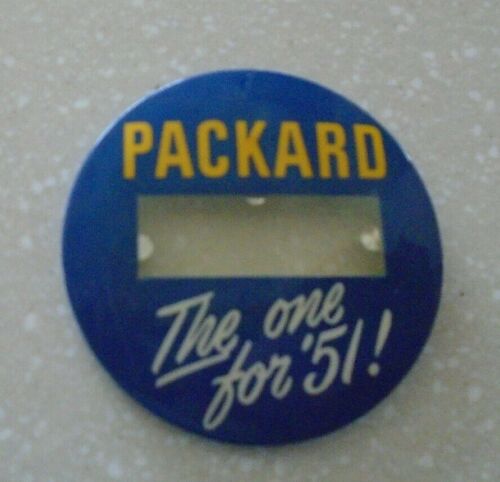 PACKARD
The one
for '51!